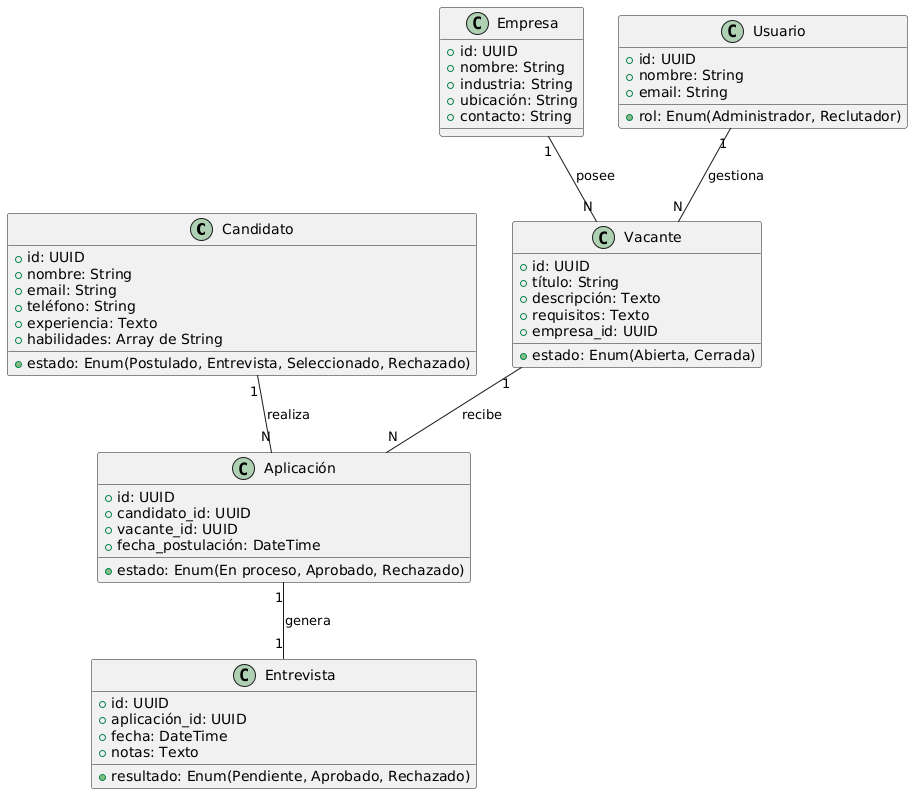 C Empresa
id: UUID
nombre: String
industria: String
ubicación: String
contacto: String
C Usuario
id: UUID
nombre: String
email: String
rol: Enum(Administrador, Reclutador)
1
posee
N
1
gestiona
N
C Candidato
id: UUID
nombre: String
email: String
teléfono: String
experiencia: Texto
habilidades: Array de String
estado: Enum(Postulado, Entrevista, Seleccionado, Rechazado)
C Vacante
id: UUID
título: String
descripción: Texto
requisitos: Texto
empresa_id: UUID
estado: Enum(Abierta, Cerrada)
1
realiza
N
1
recibe
N
C Aplicación
id: UUID
candidato_id: UUID
vacante_id: UUID
fecha_postulación: DateTime
estado: Enum(En proceso, Aprobado, Rechazado)
1
genera
1
C Entrevista
id: UUID
aplicación_id: UUID
fecha: DateTime
notas: Texto
resultado: Enum(Pendiente, Aprobado, Rechazado)